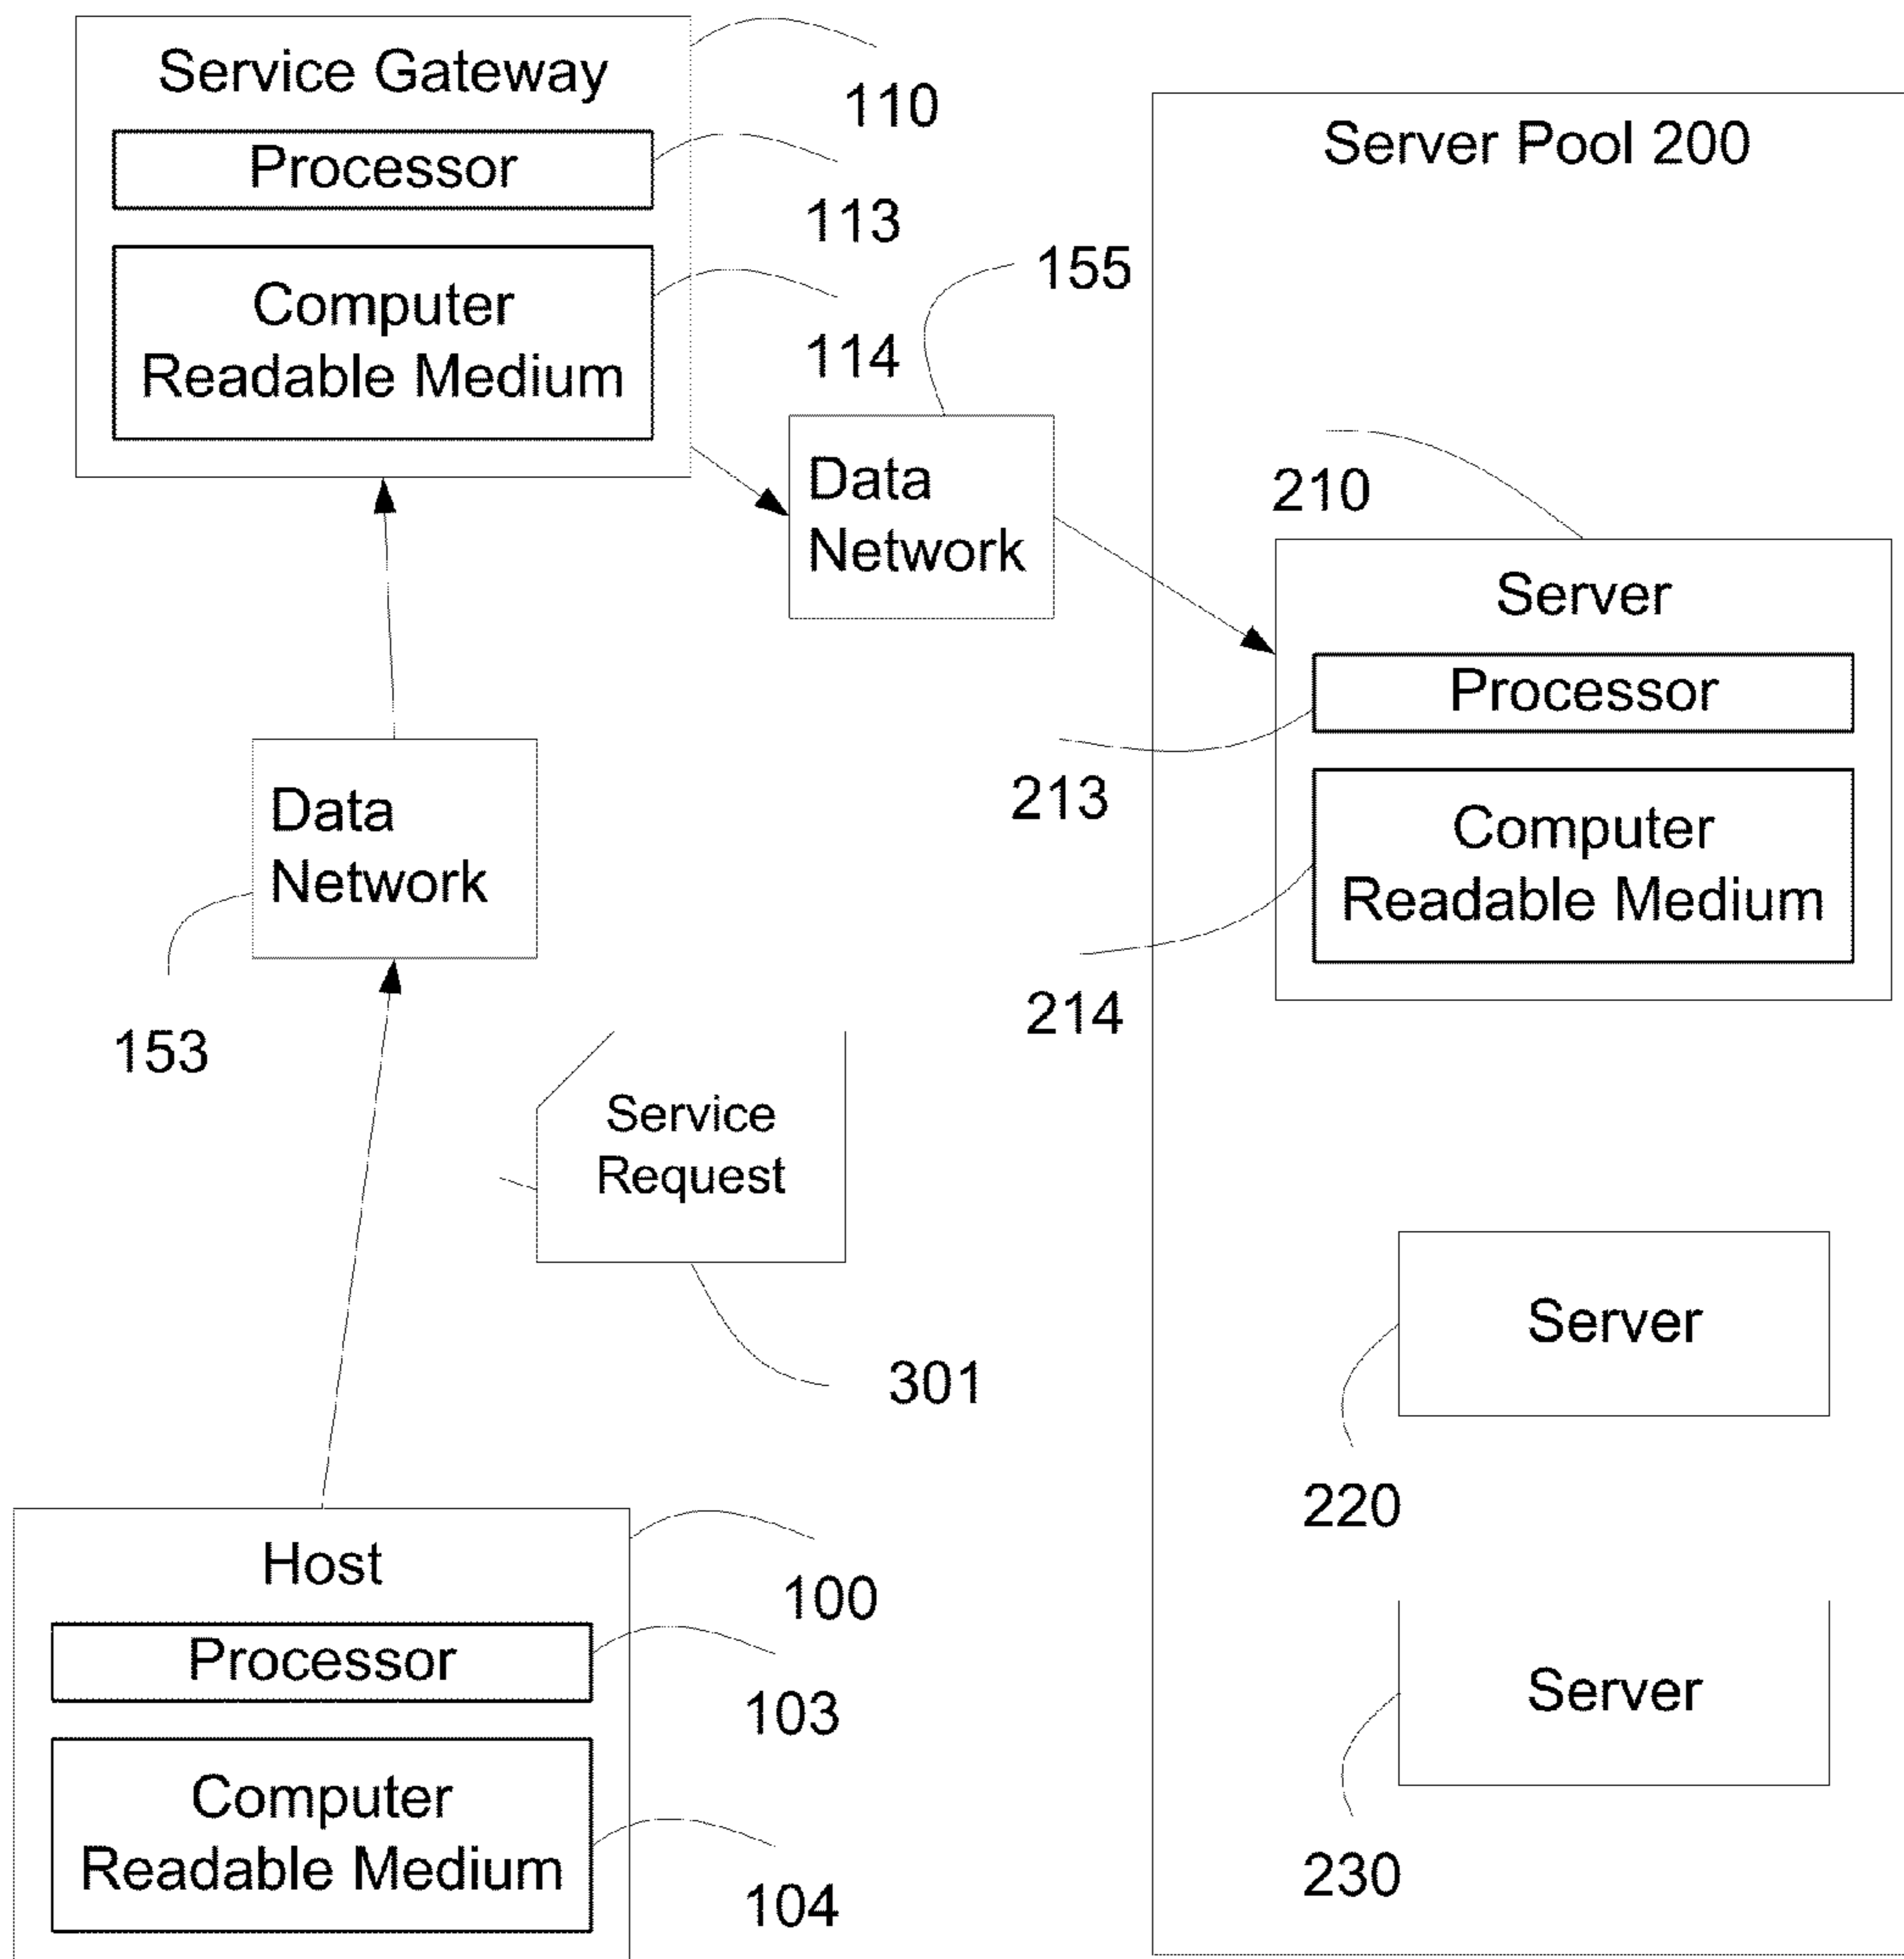 Service Gateway
110
Processor
113
Computer
Readable Medium
114
155
Data
Network
Server Pool 200
210
Server
Processor
213
Computer
Readable Medium
214
Data
Network
153
Service
Request
301
Server
220
Host
100
Processor
103
Computer
Readable Medium
104
Server
230